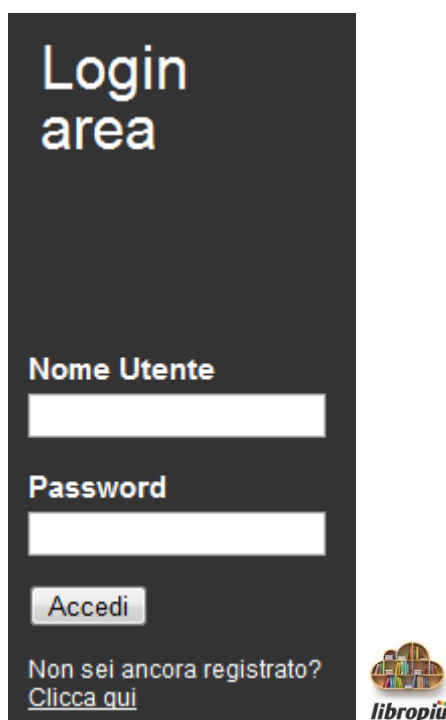 Login
area
Nome Utente
Password
Accedi
Non sei ancora registrato?
Clicca qui
libropiù